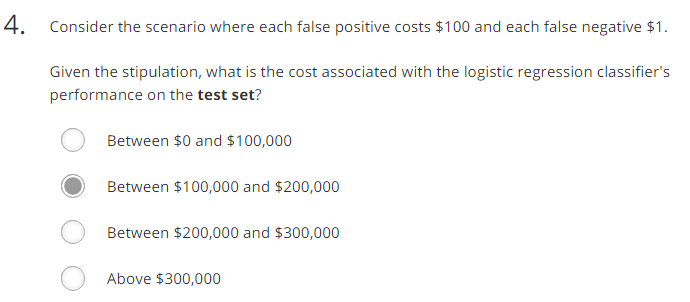 4. Consider the scenario where each false positive costs $100 and each false negative $1.
Given the stipulation, what is the cost associated with the logistic regression classifier's
performance on the test set?
Between $0 and $100,000
Between $100,000 and $200,000
Between $200,000 and $300,000
Above $300,000